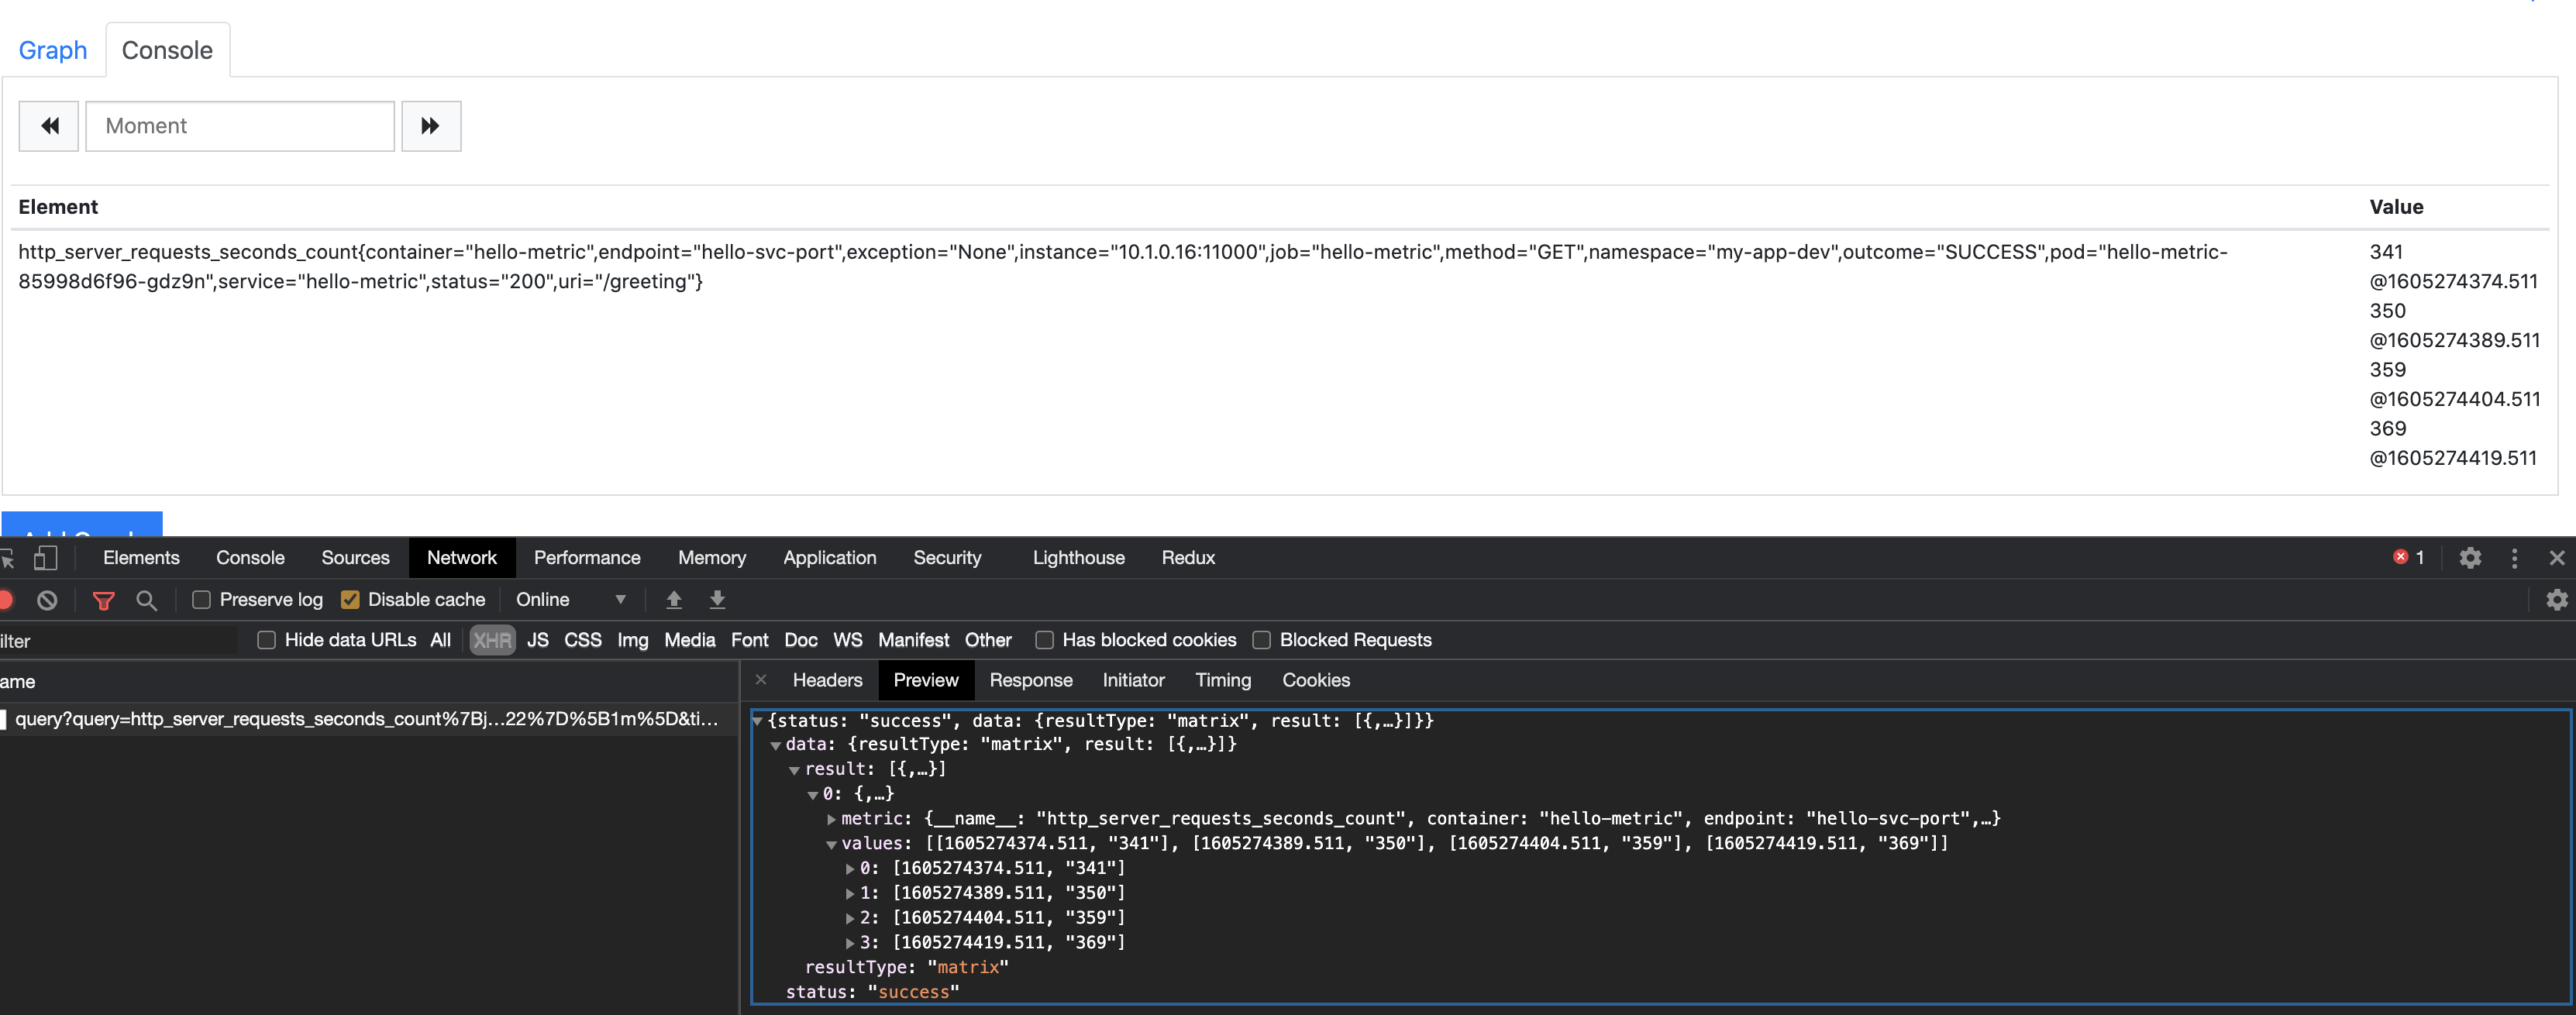 Graph Console
Moment
Element Value
http_server_requests_seconds_count{container="hello-metric",endpoint="hello-svc-port",exception="None",instance="10.1.0.16:11000",job="hello-metric",method="GET",namespace="my-app-dev",outcome="SUCCESS",pod="hello-metric-
85998d6f96-gdz9n",service="hello-metric",status="200",uri="/greeting"}
341
@1605274374.511
350
@1605274389.511
359
@1605274404.511
369
@1605274419.511
Elements Console Sources Network Performance Memory Application Security Lighthouse Redux 1
Preserve log Disable cache Online
ilter Hide data URLs All XHR JS CSS Img Media Font Doc WS Manifest Other Has blocked cookies Blocked Requests
ame
Headers Preview Response Initiator Timing Cookies
query?query=http_server_requests_seconds_count%7Bj…22%7D%5B1m%5D&ti…
{status: "success", data: {resultType: "matrix", result: [{,…}]}}
data: {resultType: "matrix", result: [{,…}]}
result: [{,…}]
0: {,…}
metric: {__name__: "http_server_requests_seconds_count", container: "hello-metric", endpoint: "hello-svc-port",…}
values: [[1605274374.511, "341"], [1605274389.511, "350"], [1605274404.511, "359"], [1605274419.511, "369"]]
0: [1605274374.511, "341"]
1: [1605274389.511, "350"]
2: [1605274404.511, "359"]
3: [1605274419.511, "369"]
resultType: "matrix"
status: "success"